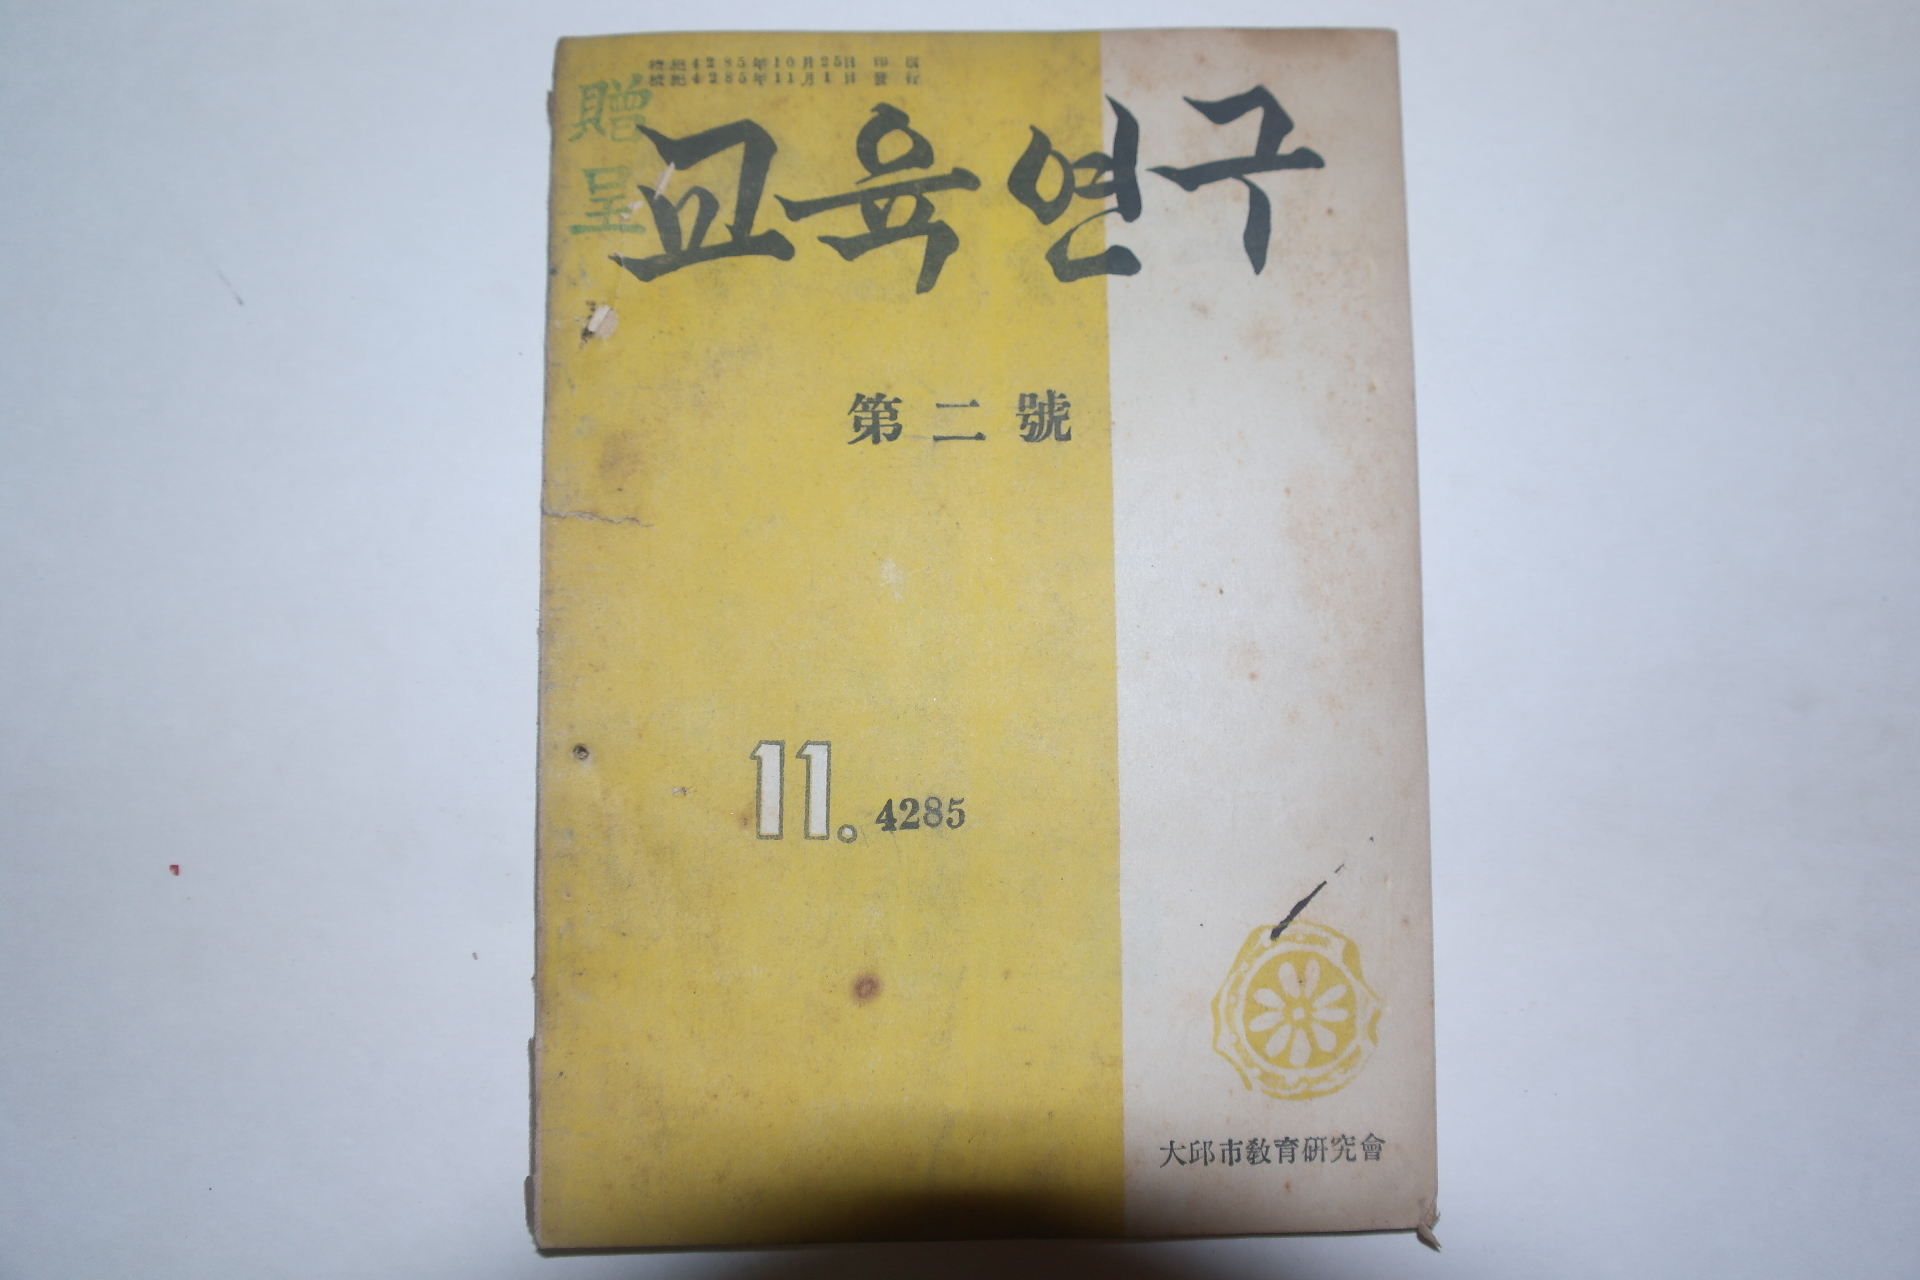 檀紀4285年10月25日 印刷
檀紀4285年11月1日 發行
贈呈
교육연구
第二號
11。4285
大邱市敎育硏究會